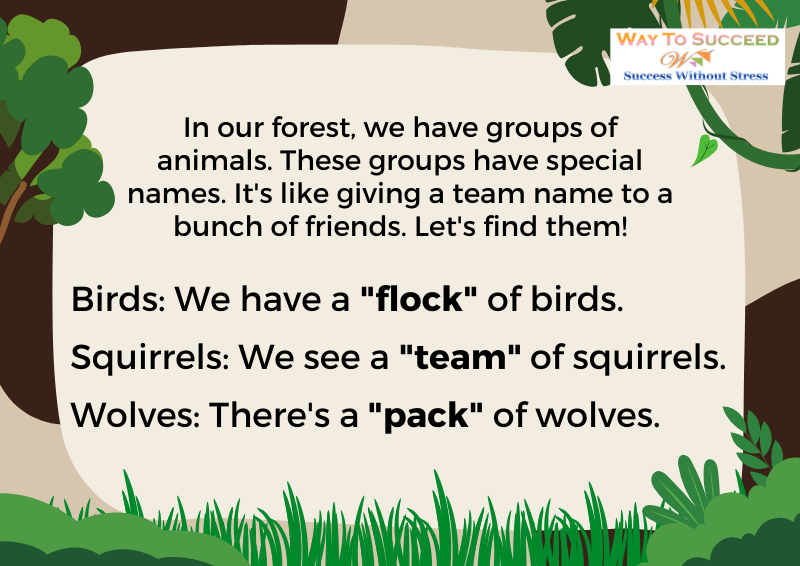 WAY TO SUCCEED
Success Without Stress
In our forest, we have groups of
animals. These groups have special
names. It's like giving a team name to a
bunch of friends. Let's find them!
Birds: We have a "flock" of birds.
Squirrels: We see a "team" of squirrels.
Wolves: There's a "pack" of wolves.